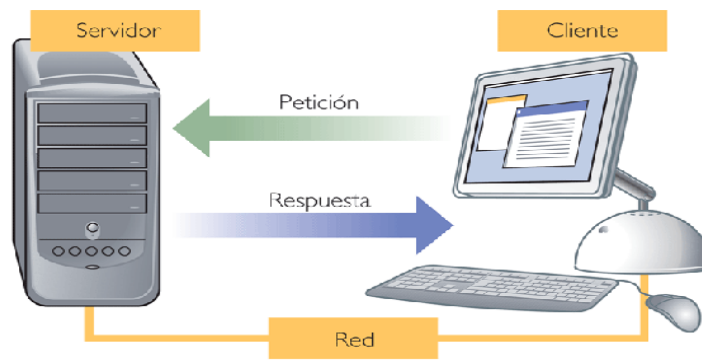 Servidor
Cliente
Petición
Respuesta
Red